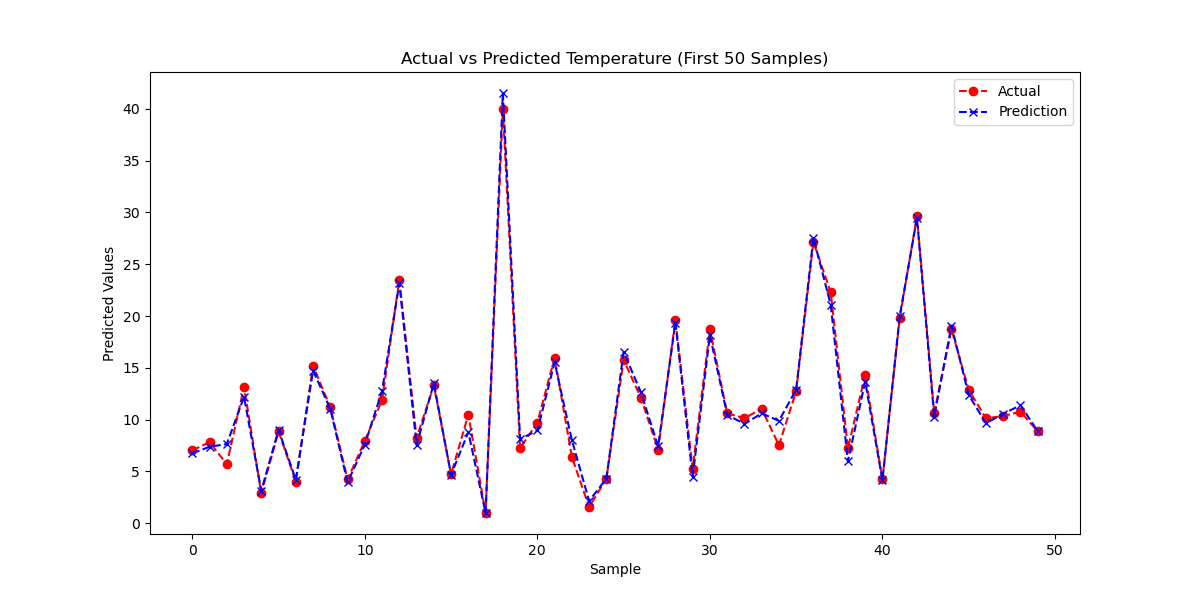 Actual vs Predicted Temperature (First 50 Samples)
Actual
Prediction
Predicted Values
40
35
30
25
20
15
10
5
0
0 10 20 30 40 50
Sample